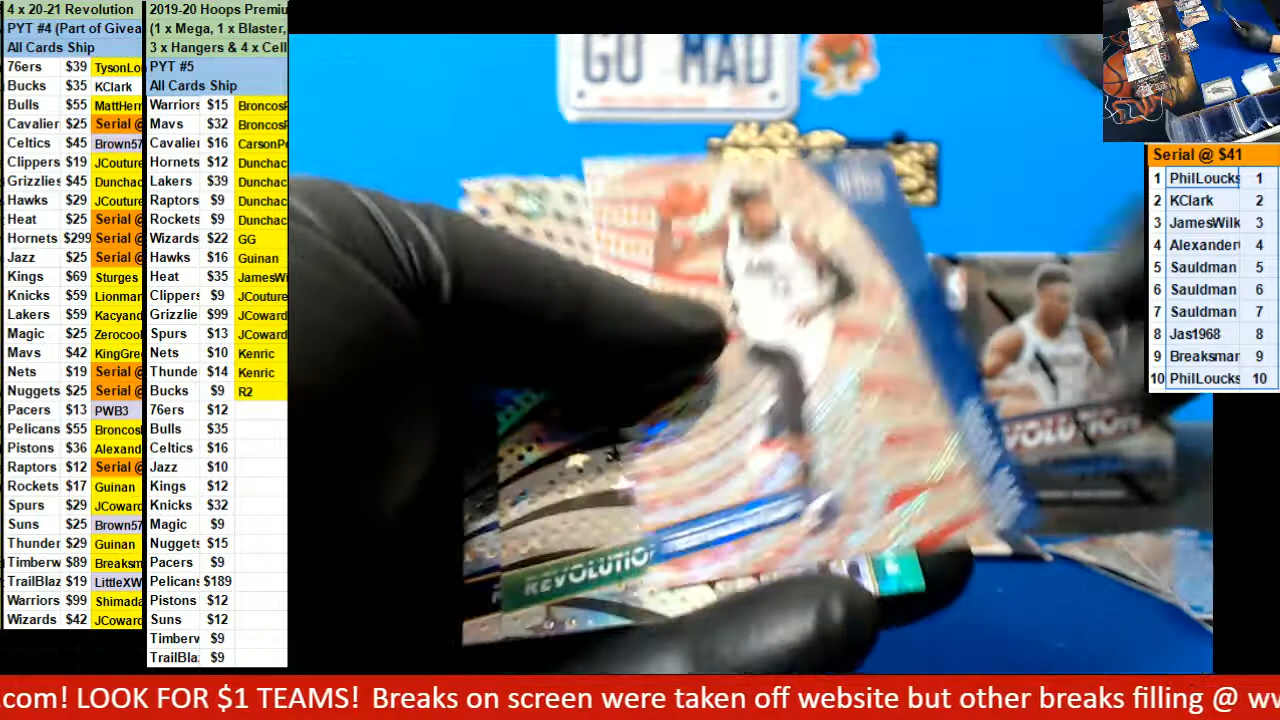 4 x 20-21 Revolution
PYT #4 (Part of Givea
All Cards Ship
76ers $39 TysonLo
Bucks $35 KClark
Bulls $55 MattHerr
Cavalier $25 Serial @
Celtics $45 Brown57
Clippers $19 JCouture
Grizzlies $45 Dunchac
Hawks $29 JCouture
Heat $25 Serial @
Hornets $299 Serial @
Jazz $25 Serial @
Kings $69 Sturges
Knicks $59 Lionman
Lakers $59 Kacyand
Magic $25 Zerocool
Mavs $42 KingGre
Nets $19 Serial @
Nuggets $25 Serial @
Pacers $13 PWB3
Pelicans $55 Broncos
Pistons $36 Alexand
Raptors $12 Serial @
Rockets $17 Guinan
Spurs $29 JCoward
Suns $25 Brown57
Thunder $29 Guinan
Timberw $89 Breaksm
TrailBlaz $19 LittleXW
Warriors $99 Shimada
Wizards $42 JCoward
2019-20 Hoops Premiu
(1 x Mega, 1 x Blaster,
3 x Hangers & 4 x Cell
PYT #5
All Cards Ship
Warriors $15 BroncosF
Mavs $32 BroncosF
Cavalier $16 CarsonPe
Hornets $12 Dunchac
Lakers $39 Dunchac
Raptors $9 Dunchac
Rockets $9 Dunchac
Wizards $22 GG
Hawks $16 Guinan
Heat $35 JamesWi
Clippers $9 JCouture
Grizzlie $99 JCoward
Spurs $13 JCoward
Nets $10 Kenric
Thunde $14 Kenric
Bucks $9 R2
76ers $12
Bulls $35
Celtics $16
Jazz $10
Kings $12
Knicks $32
Magic $9
Nuggets $15
Pacers $9
Pelicans $189
Pistons $12
Suns $12
Timberw $9
TrailBla $9
GO MAD
REVOLUTIO
VOLUTION
Serial @ $41
1 PhilLoucks 1
2 KClark 2
3 JamesWilk 3
4 Alexander 4
5 Sauldman 5
6 Sauldman 6
7 Sauldman 7
8 Jas1968 8
9 Breaksmar 9
10 PhilLoucks 10
.com! LOOK FOR $1 TEAMS! Breaks on screen were taken off website but other breaks filling @ wv